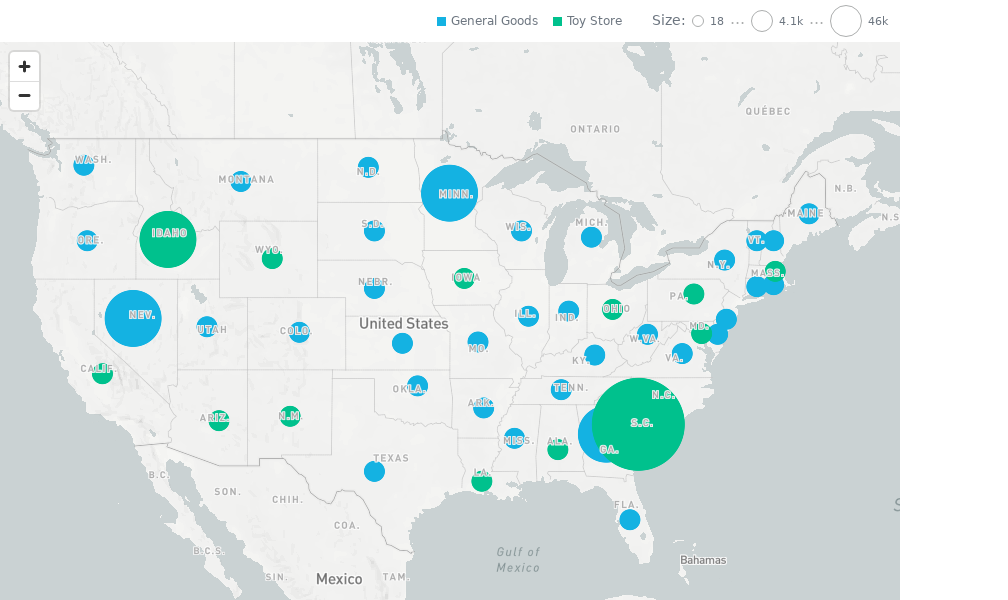 General Goods Toy Store Size: 18 ··· 4.1k ··· 46k
+
−
QUÉBEC
ONTARIO
WASH.
MONTANA
N.D.
MINN.
N.B.
MAINE
N.S
ORE.
IDAHO
WYO.
S.D.
WIS.
MICH.
VT.
N.Y.
MASS.
NEBR.
IOWA
NEV.
UTAH
COLO.
United States
ILL.
IND.
OHIO
PA.
MD.
CALIF.
MO.
KY.
W.VA
VA.
ARIZ.
N.M.
OKLA.
ARK.
TENN.
N.C.
S.C.
TEXAS
MISS.
ALA.
GA.
LA.
FLA.
B.C.
SON.
CHIH.
COA.
S
B.C.S.
SIN.
Mexico
TAM.
Gulf of
Mexico
Bahamas